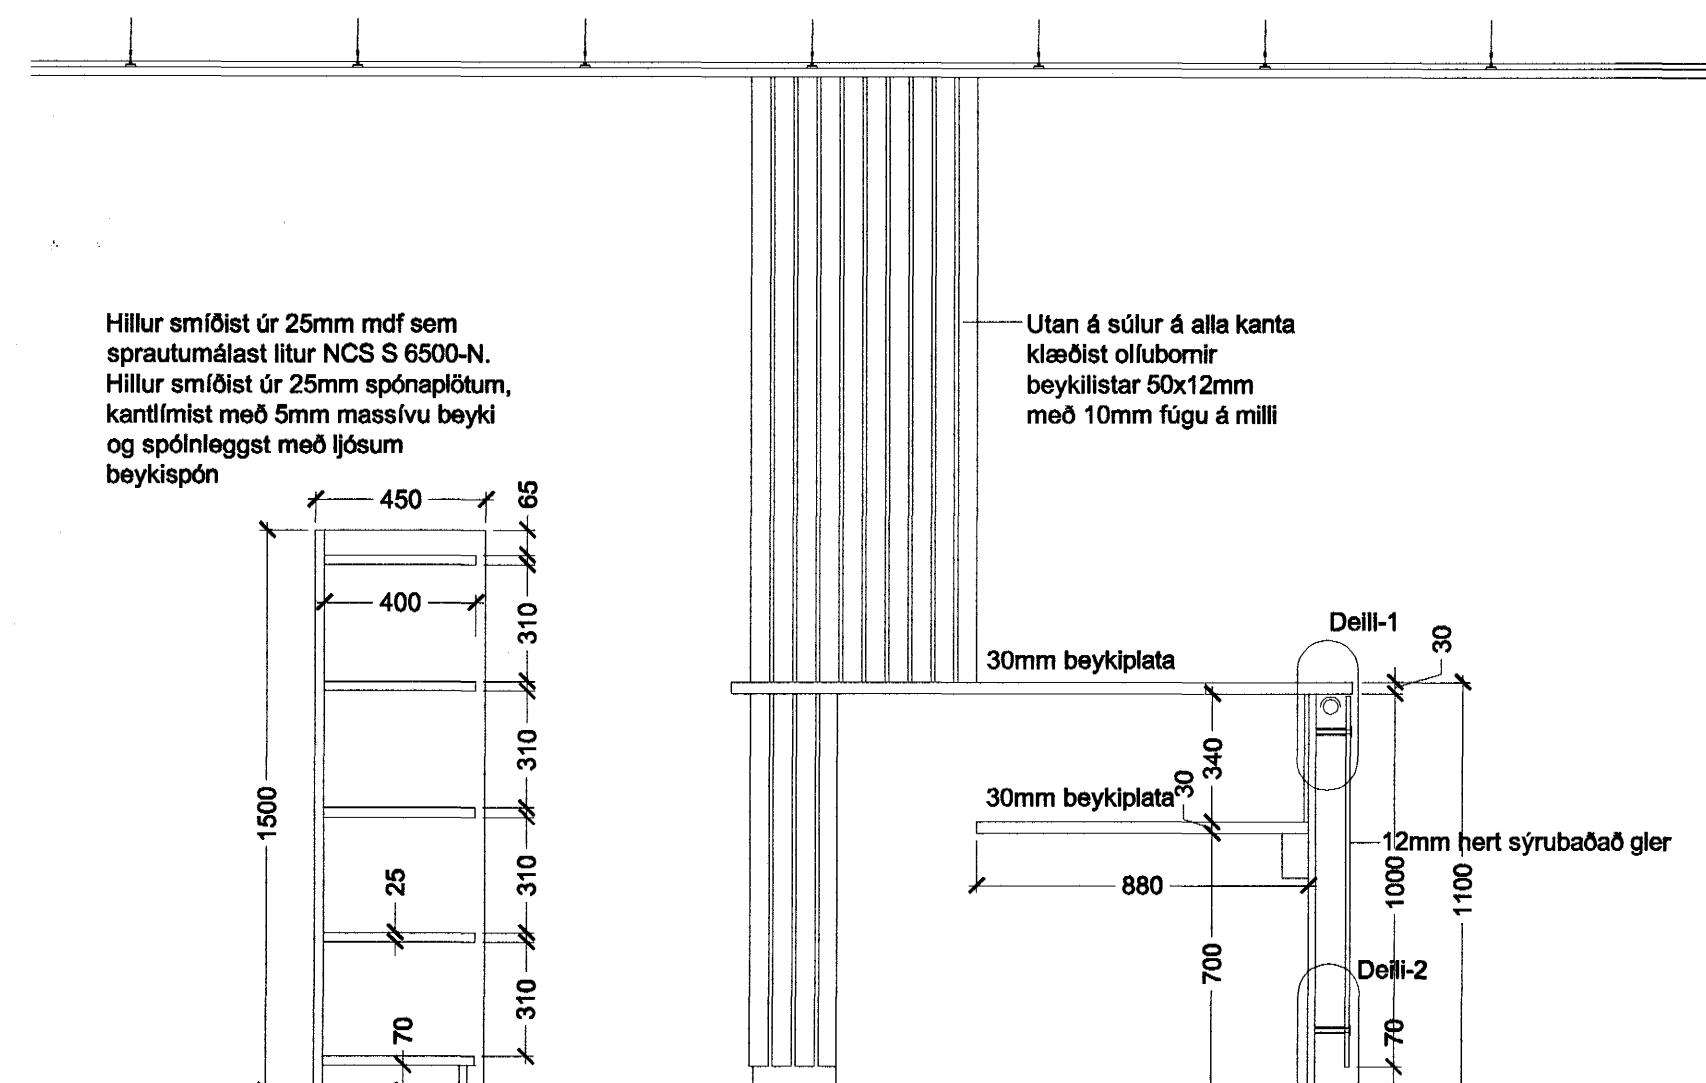 Hillur smíðist úr 25mm mdf sem
sprautumálast litur NCS S 6500-N.
Hillur smíðist úr 25mm spónaplötum,
kantlímist með 5mm massívu beyki
og spólnleggst með ljósum
beykispón
Utan á súlur á alla kanta
klæðist olíubornir
beykilistar 50x12mm
með 10mm fúgu á milli
450
65
400
310
310
310
310
1500
25
70
Deili-1
30
30mm beykiplata
340
30
30mm beykiplata
12mm hert sýrubaðað gler
880
1000
1100
700
Deili-2
70